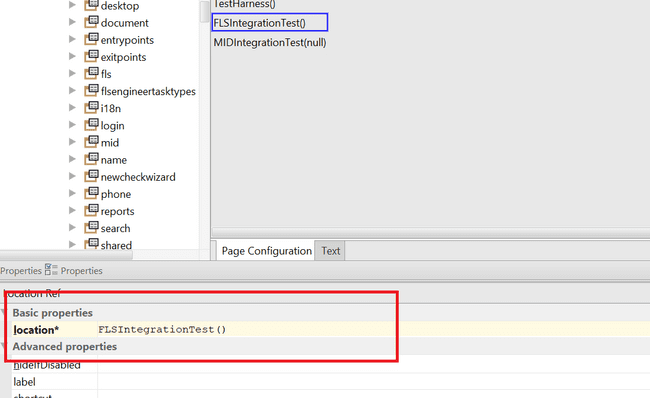 desktop
document
entrypoints
exitpoints
fls
flsengineertasktypes
i18n
login
mid
name
newcheckwizard
phone
reports
search
shared
TestHarness()
FLSIntegrationTest()
MIDIntegrationTest(null)
Page Configuration Text
Properties Properties
Location Ref
Basic properties
location* FLSIntegrationTest()
Advanced properties
hideIfDisabled
label
shortcut